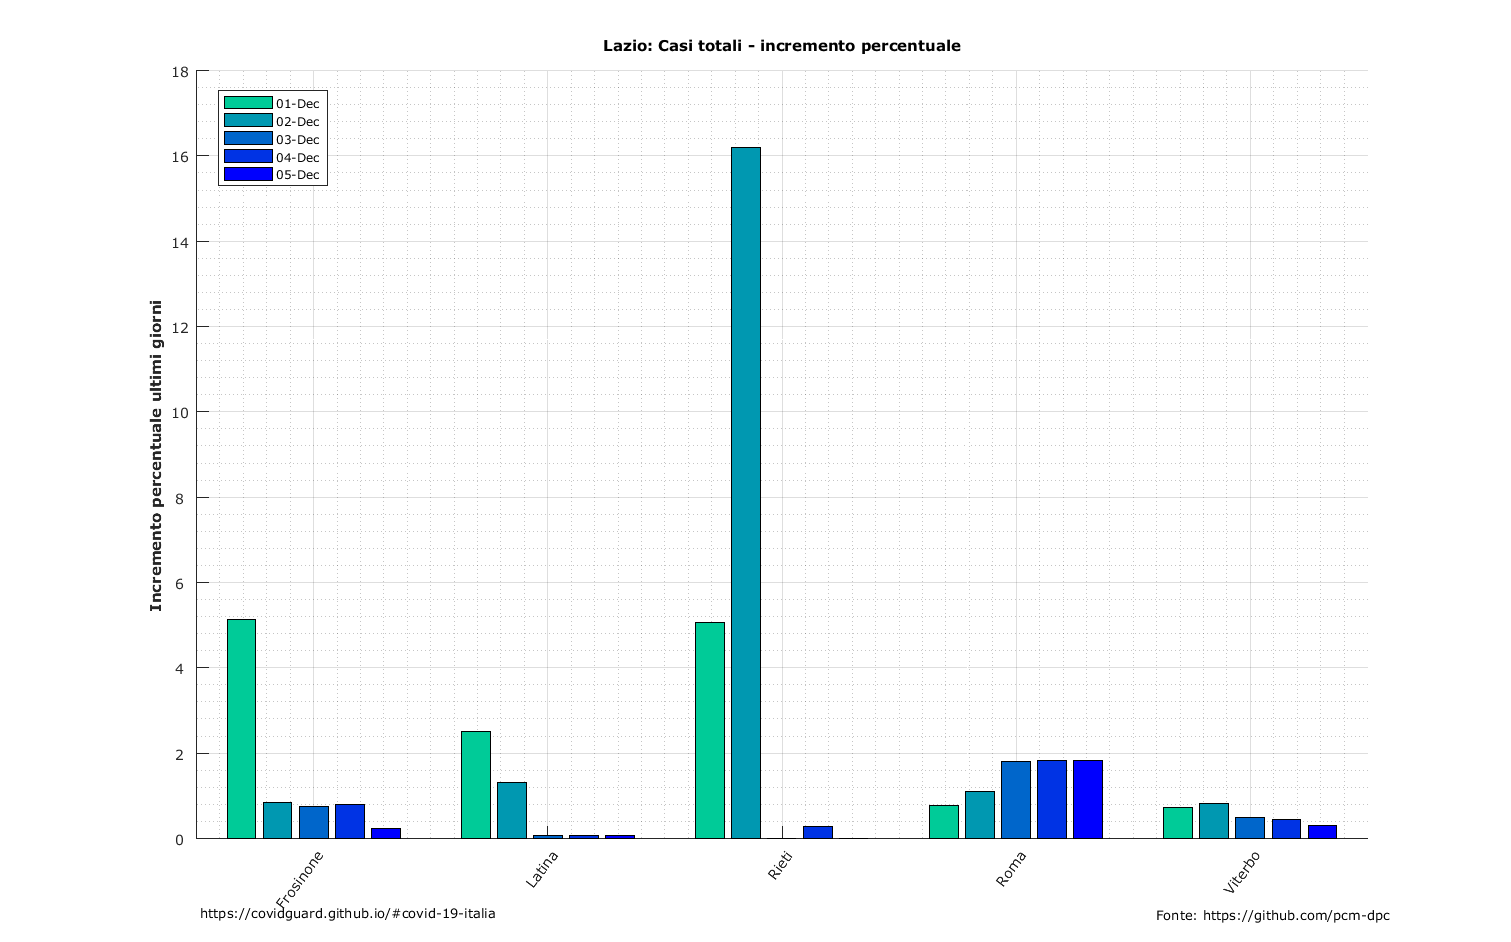 Lazio: Casi totali - incremento percentuale
18
16
14
12
10
8
6
4
2
0
Incremento percentuale ultimi giorni
01-Dec
02-Dec
03-Dec
04-Dec
05-Dec
Frosinone
Latina
Rieti
Roma
Viterbo
https://covidguard.github.io/#covid-19-italia
Fonte: https://github.com/pcm-dpc